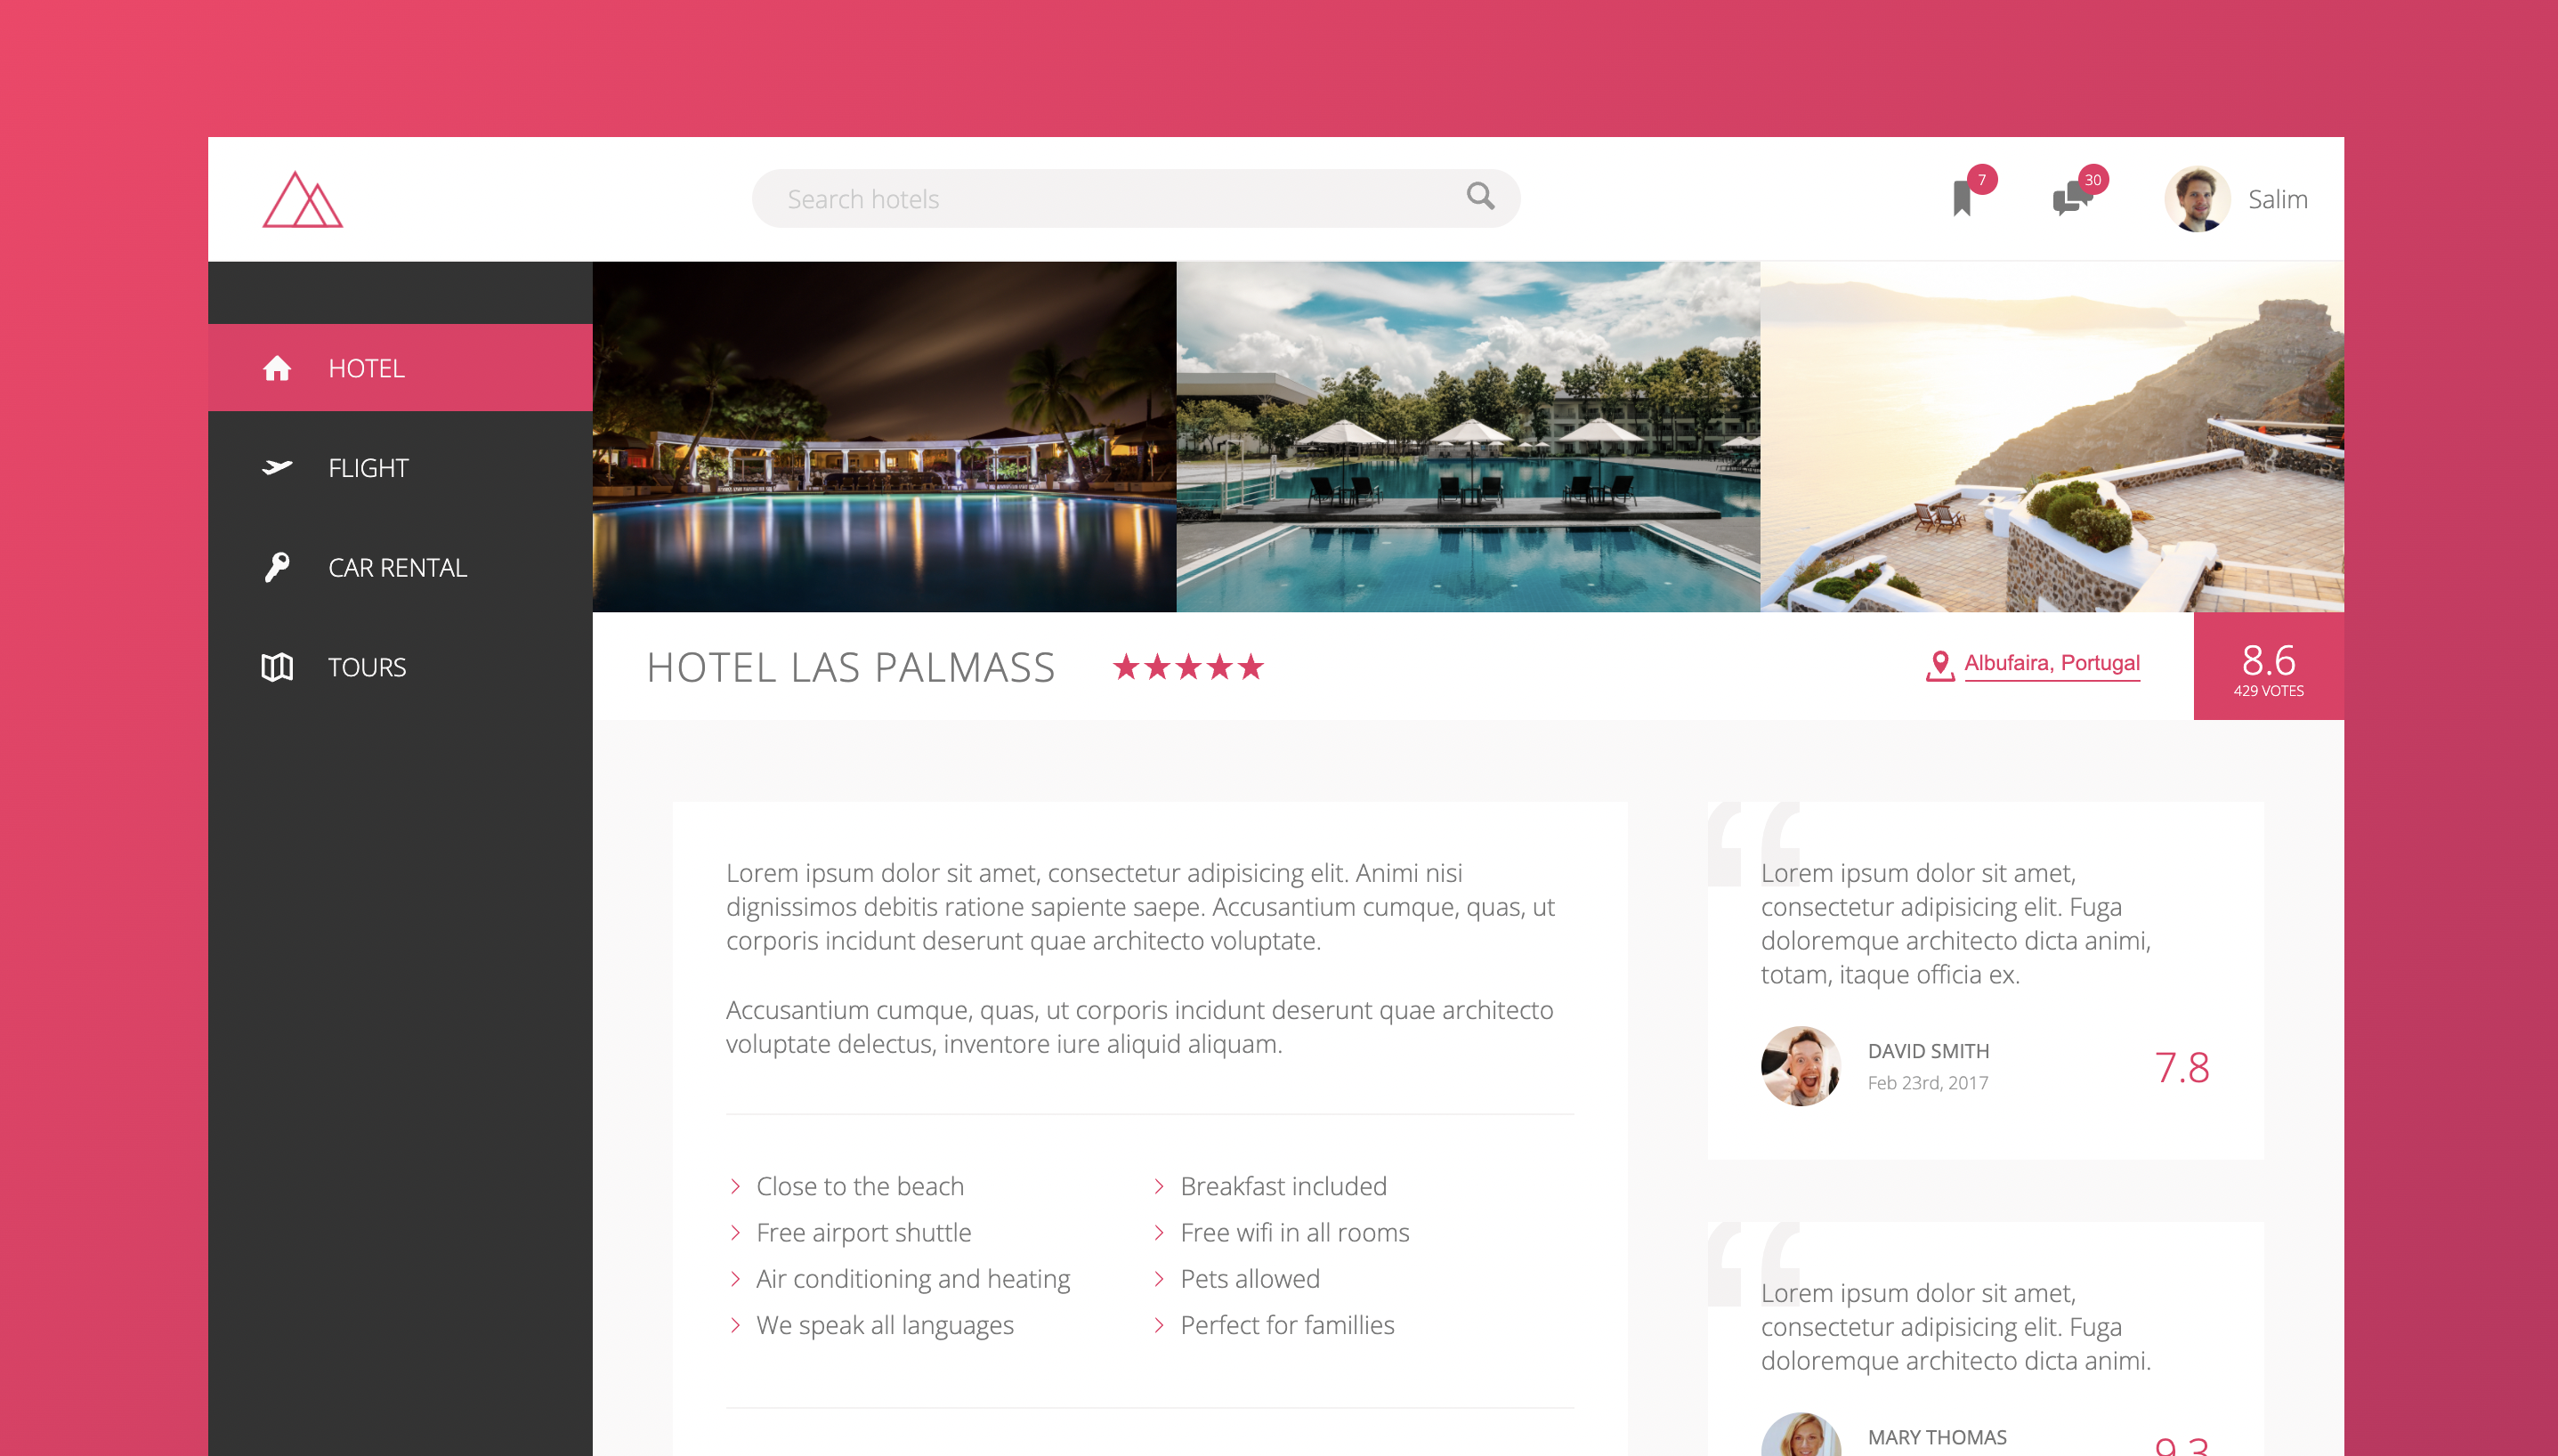 Search hotels
7
30
Salim
HOTEL
FLIGHT
CAR RENTAL
TOURS
HOTEL LAS PALMASS
Albufaira, Portugal
8.6
429 VOTES
Lorem ipsum dolor sit amet, consectetur adipisicing elit. Animi nisi
dignissimos debitis ratione sapiente saepe. Accusantium cumque, quas, ut
corporis incidunt deserunt quae architecto voluptate.
Accusantium cumque, quas, ut corporis incidunt deserunt quae architecto
voluptate delectus, inventore iure aliquid aliquam.
Close to the beach
Free airport shuttle
Air conditioning and heating
We speak all languages
Breakfast included
Free wifi in all rooms
Pets allowed
Perfect for famillies
Lorem ipsum dolor sit amet,
consectetur adipisicing elit. Fuga
doloremque architecto dicta animi,
totam, itaque officia ex.
DAVID SMITH
Feb 23rd, 2017
7.8
Lorem ipsum dolor sit amet,
consectetur adipisicing elit. Fuga
doloremque architecto dicta animi.
MARY THOMAS
9.3